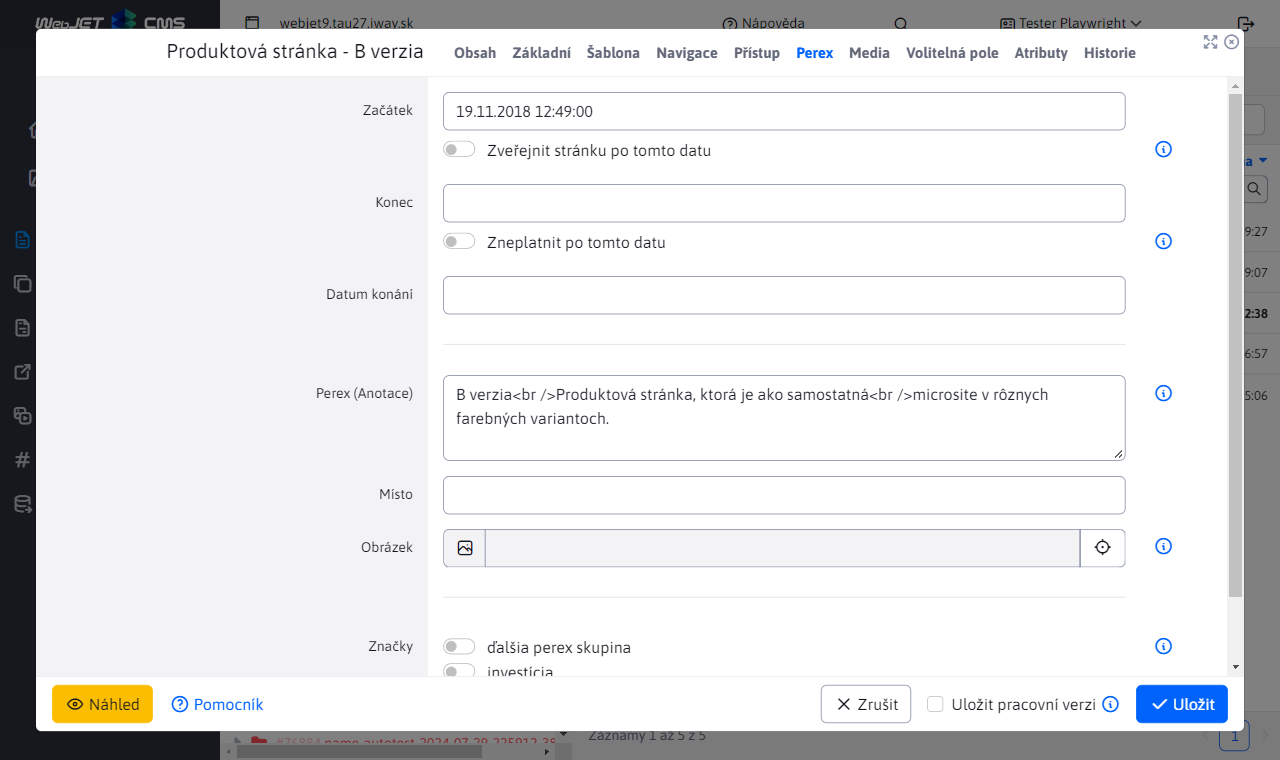 WebJET CMS
webjet9.tau27.iway.sk
Nápověda
Tester Playwright
Produktová stránka - B verzia
Obsah Základní Šablona Navigace Přístup Perex Media Volitelná pole Atributy Historie
Začátek
19.11.2018 12:49:00
Zveřejnit stránku po tomto datu
Konec
Zneplatnit po tomto datu
Datum konání
Perex (Anotace)
B verzia<br />Produktová stránka, ktorá je ako samostatná<br />microsite v rôznych
farebných variantoch.
Místo
Obrázek
Značky
ďalšia perex skupina
investícia
a
9:27
9:07
2:38
6:57
5:06
Náhled
Pomocník
Zrušit
Uložit pracovní verzi
Uložit
#76884 name-autotest-2024-07-29-225912-38
Záznamy 1 až 5 z 5
1